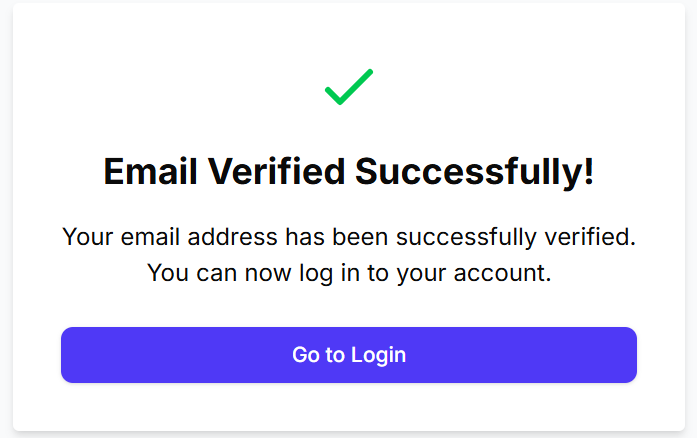 Email Verified Successfully!
Your email address has been successfully verified.
You can now log in to your account.
Go to Login